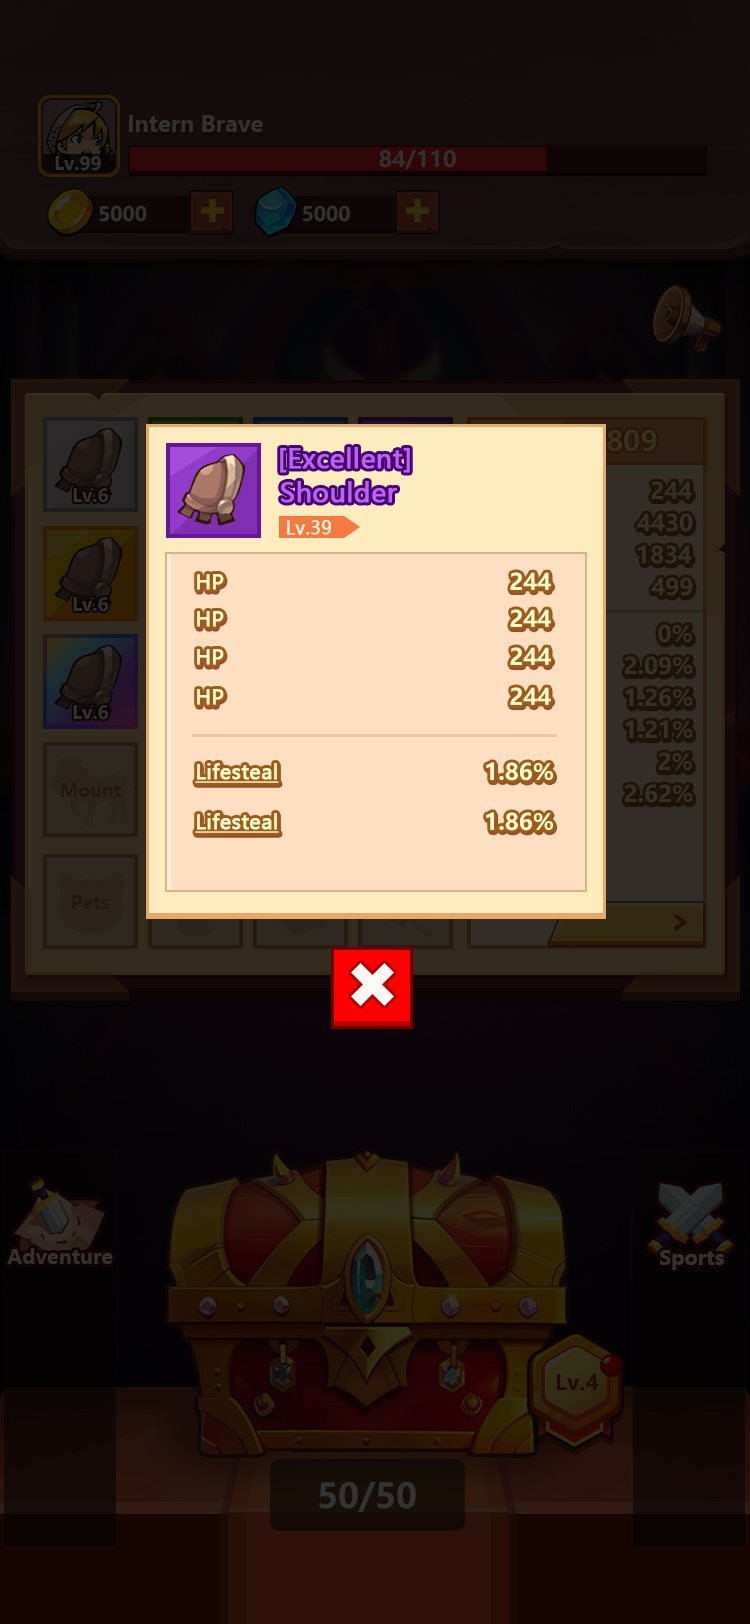 Intern Brave
Lv.99
84/110
5000
5000
809
[Excellent]
Shoulder
Lv.39
HP 244
HP 244
HP 244
HP 244
Lifesteal 1.86%
Lifesteal 1.86%
Lv.6
Lv.6
Lv.6
Mount
Pets
244
4430
1834
499
0%
2.09%
1.26%
1.21%
2%
2.62%
Adventure
Sports
Lv.4
50/50